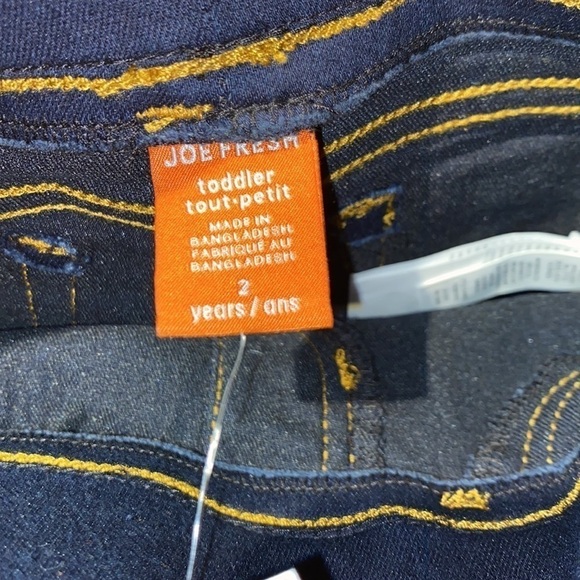 JOE FRESH
toddler
tout-petit
MADE IN
BANGLADESH
FABRIQUÉ AU
BANGLADESH
2
years / ans